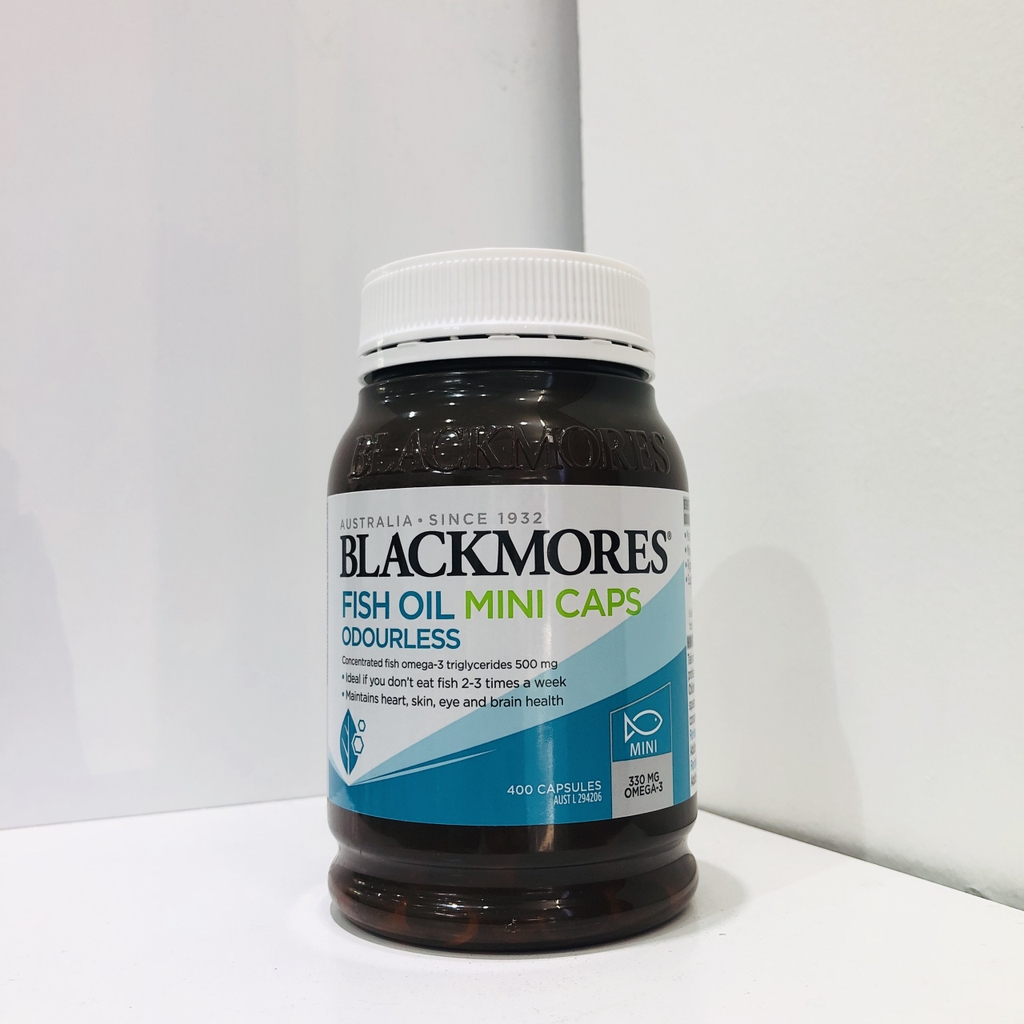 BLACKMORES
AUSTRALIA • SINCE 1932
BLACKMORES®
FISH OIL MINI CAPS
ODOURLESS
Concentrated fish omega-3 triglycerides 500 mg
• Ideal if you don't eat fish 2-3 times a week
• Maintains heart, skin, eye and brain health
MINI
330 MG
OMEGA-3
400 CAPSULES
AUST L 294206